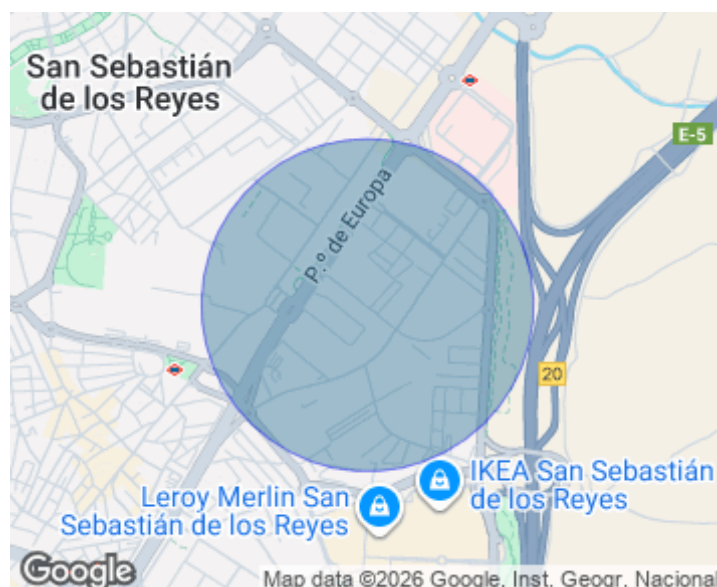 San Sebastián
de los Reyes
E-5
P.º de Europa
20
IKEA San Sebastián
de los Reyes
Leroy Merlin San
Sebastián de los Reyes
Google
Map data ©2026 Google, Inst. Geogr. Nacional